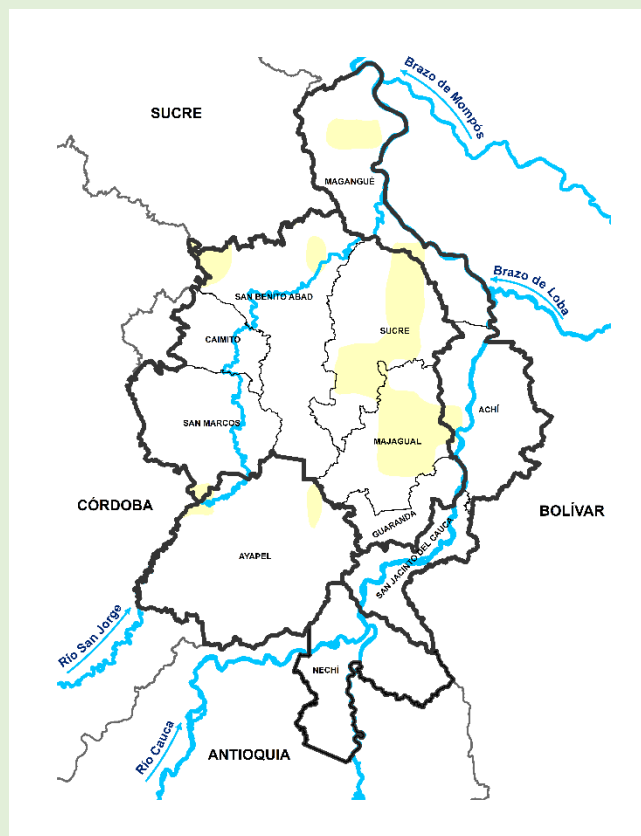 Brazo de Mompós
SUCRE
MAGANGUÉ
Brazo de Loba
SAN BENITO ABAD
SUCRE
CAIMITO
ACHÍ
SAN MARCOS
MAJAGUAL
CÓRDOBA
BOLÍVAR
GUARANDA
AYAPEL
SAN JACINTO DEL CAUCA
Río San Jorge
NECHÍ
Río Cauca
ANTIOQUIA